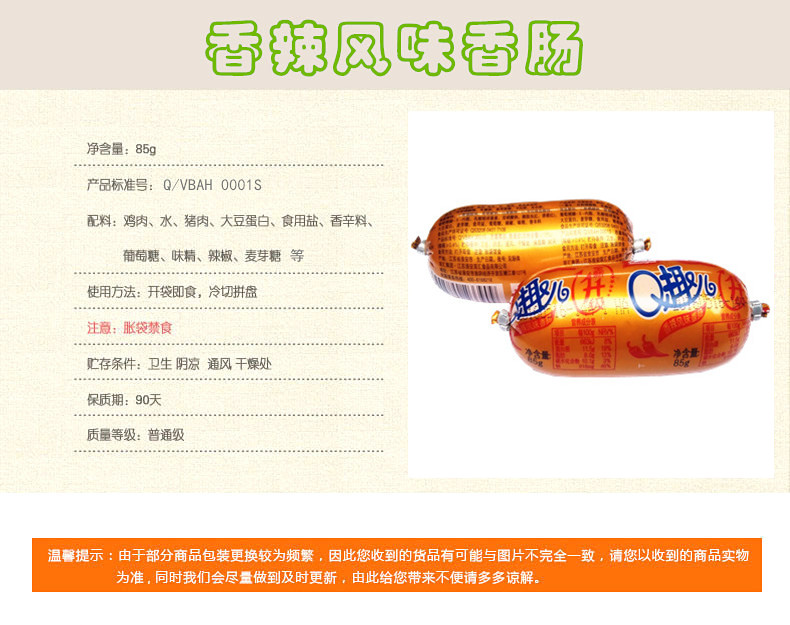 香辣风味香肠
净含量：85g
产品标准号：Q/VBAH 0001S
配料：鸡肉、水、猪肉、大豆蛋白、食用盐、香辛料、
葡萄糖、味精、辣椒、麦芽糖 等
使用方法：开袋即食，冷切拼盘
注意：胀袋禁食
贮存条件：卫生 阴凉 通风 干燥处
保质期：90天
质量等级：普通级
趣儿
Q趣儿
净含量:
85g
净含量:
85g
温馨提示：由于部分商品包装更换较为频繁，因此您收到的货品有可能与图片不完全一致，请您以收到的商品实物
为准，同时我们会尽量做到及时更新，由此给您带来不便请多多谅解。